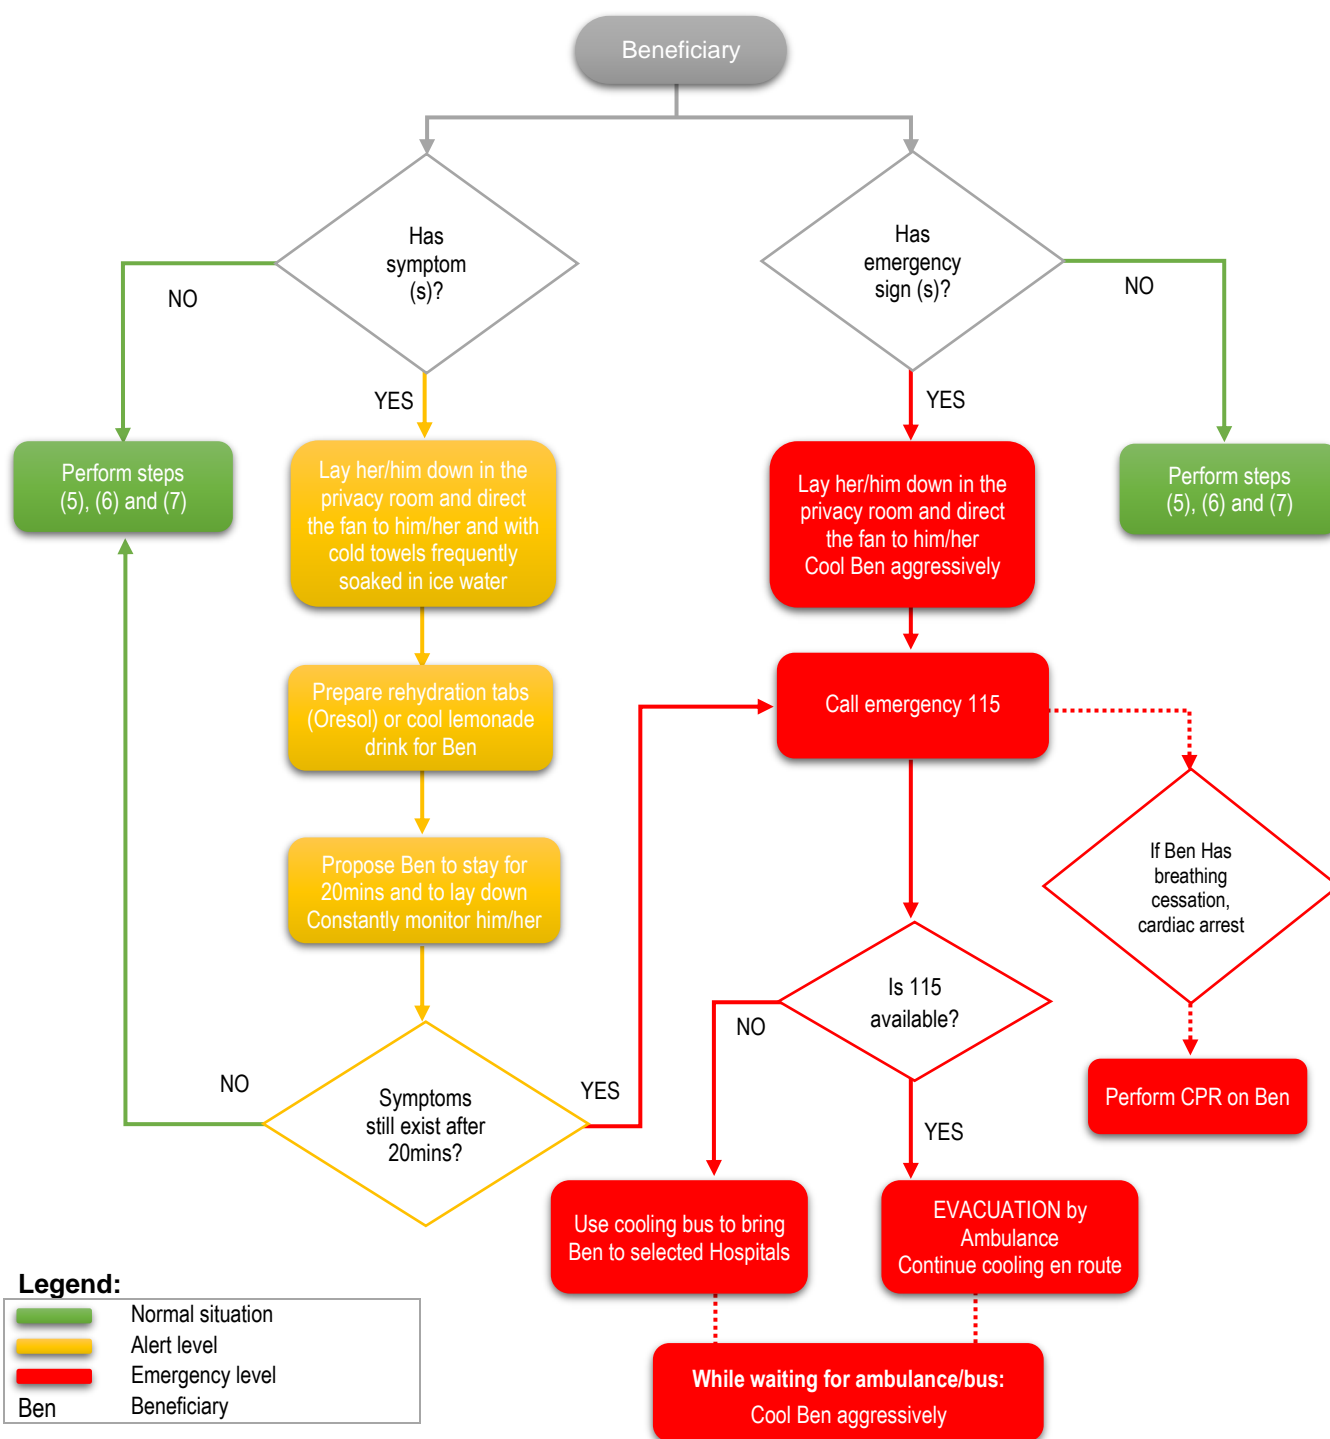 Beneficiary
Has
symptom
(s)?
Has
emergency
sign (s)?
NO
NO
YES
YES
Perform steps
(5), (6) and (7)
Lay her/him down in the
privacy room and direct
the fan to him/her and with
cold towels frequently
soaked in ice water
Lay her/him down in the
privacy room and direct
the fan to him/her
Cool Ben aggressively
Perform steps
(5), (6) and (7)
Prepare rehydration tabs
(Oresol) or cool lemonade
drink for Ben
Call emergency 115
Propose Ben to stay for
20mins and to lay down
Constantly monitor him/her
If Ben Has
breathing
cessation,
cardiac arrest
Is 115
available?
NO
NO
YES
Symptoms
still exist after
20mins?
Perform CPR on Ben
YES
Use cooling bus to bring
Ben to selected Hospitals
EVACUATION by
Ambulance
Continue cooling en route
Legend:
Normal situation
Alert level
Emergency level
Ben Beneficiary
While waiting for ambulance/bus:
Cool Ben aggressively